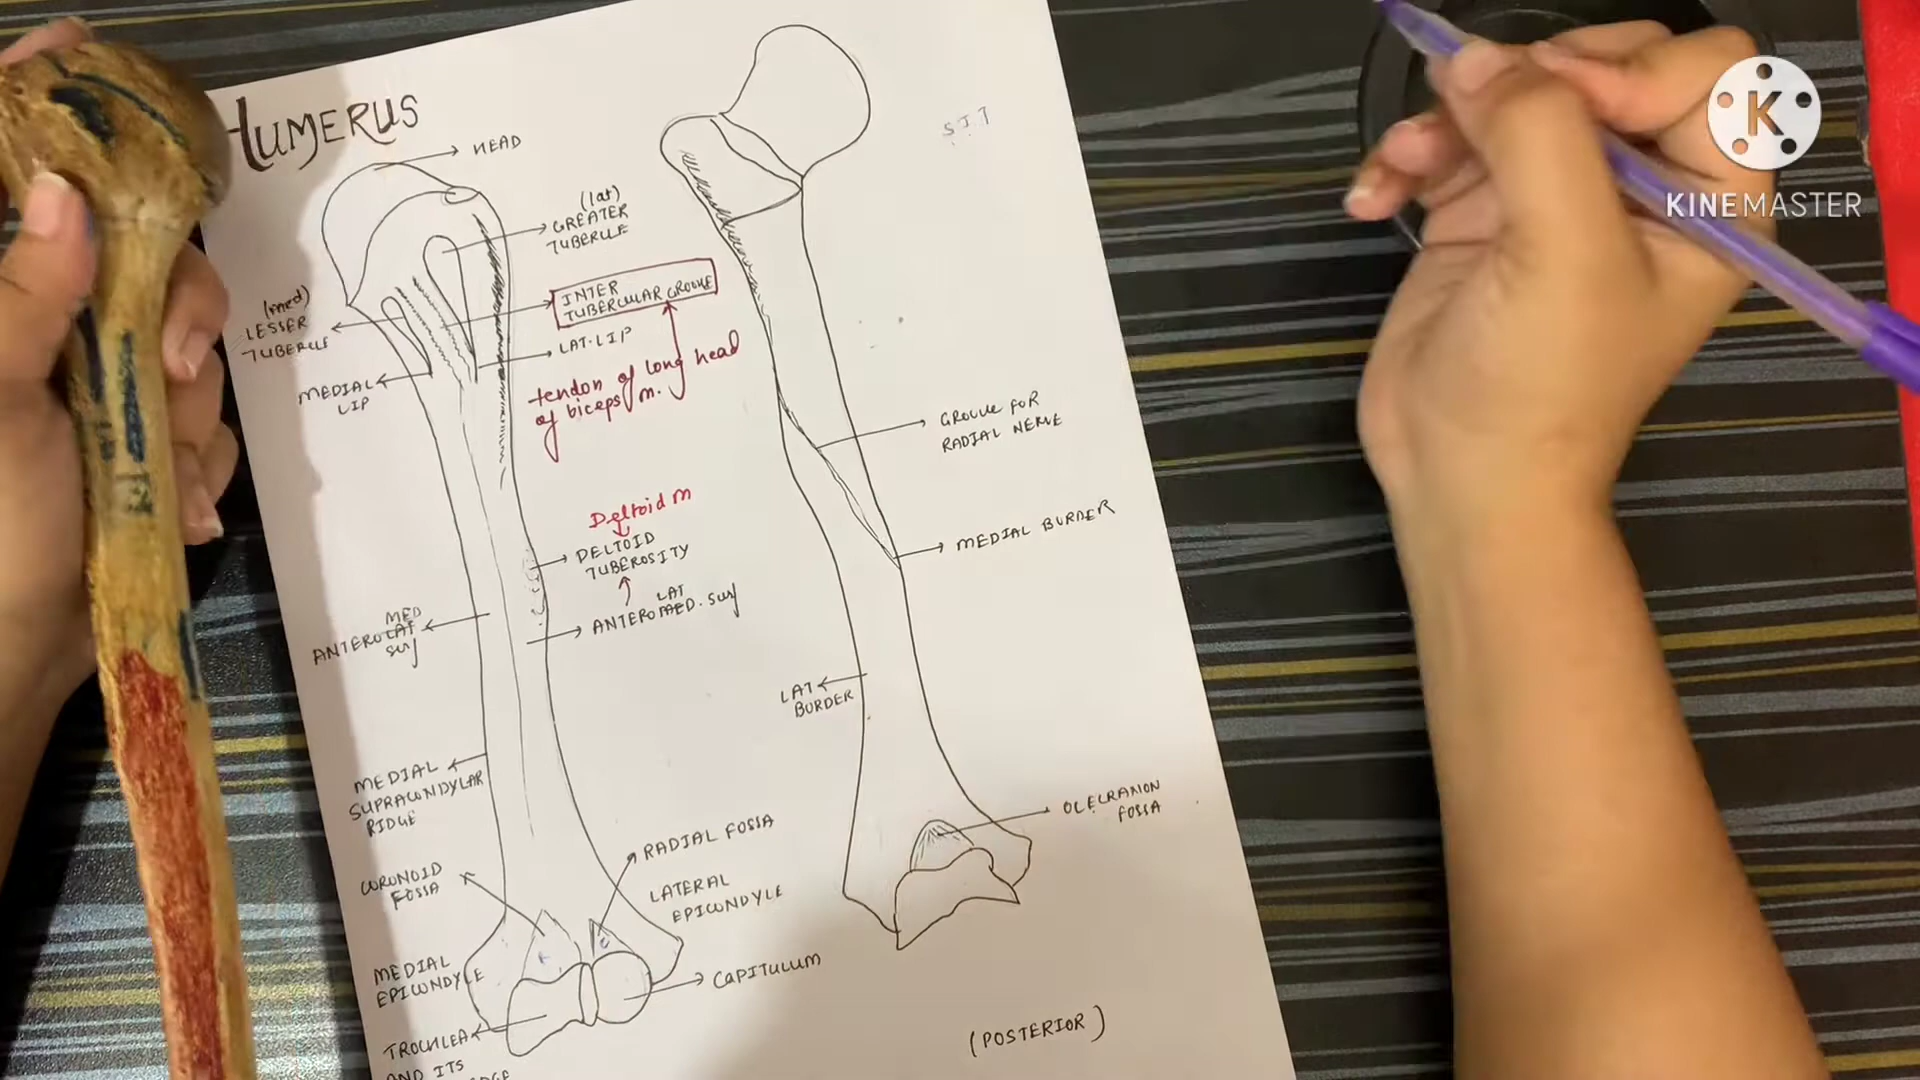 HUMERUS
HEAD
(lat)
GREATER
TUBERCLE
INTER
TUBERCULAR GROOVE
LAT. LIP
tendon of long head
of biceps m.
(med)
LESSER
TUBERCLE
MEDIAL
LIP
Deltoid m
DELTOID
TUBEROSITY
LAT
ANTERO MED. surf
MED
ANTERO LAT
surf
MEDIAL
SUPRACONDYLAR
RIDGE
CORONOID
FOSSA
RADIAL FOSSA
LATERAL
EPICONDYLE
MEDIAL
EPICONDYLE
CAPITULUM
TROCHLEA
AND ITS
SIT
GROOVE FOR
RADIAL NERVE
MEDIAL BORDER
LAT
BORDER
OLECRANON
FOSSA
(POSTERIOR)
K
KINEMASTER